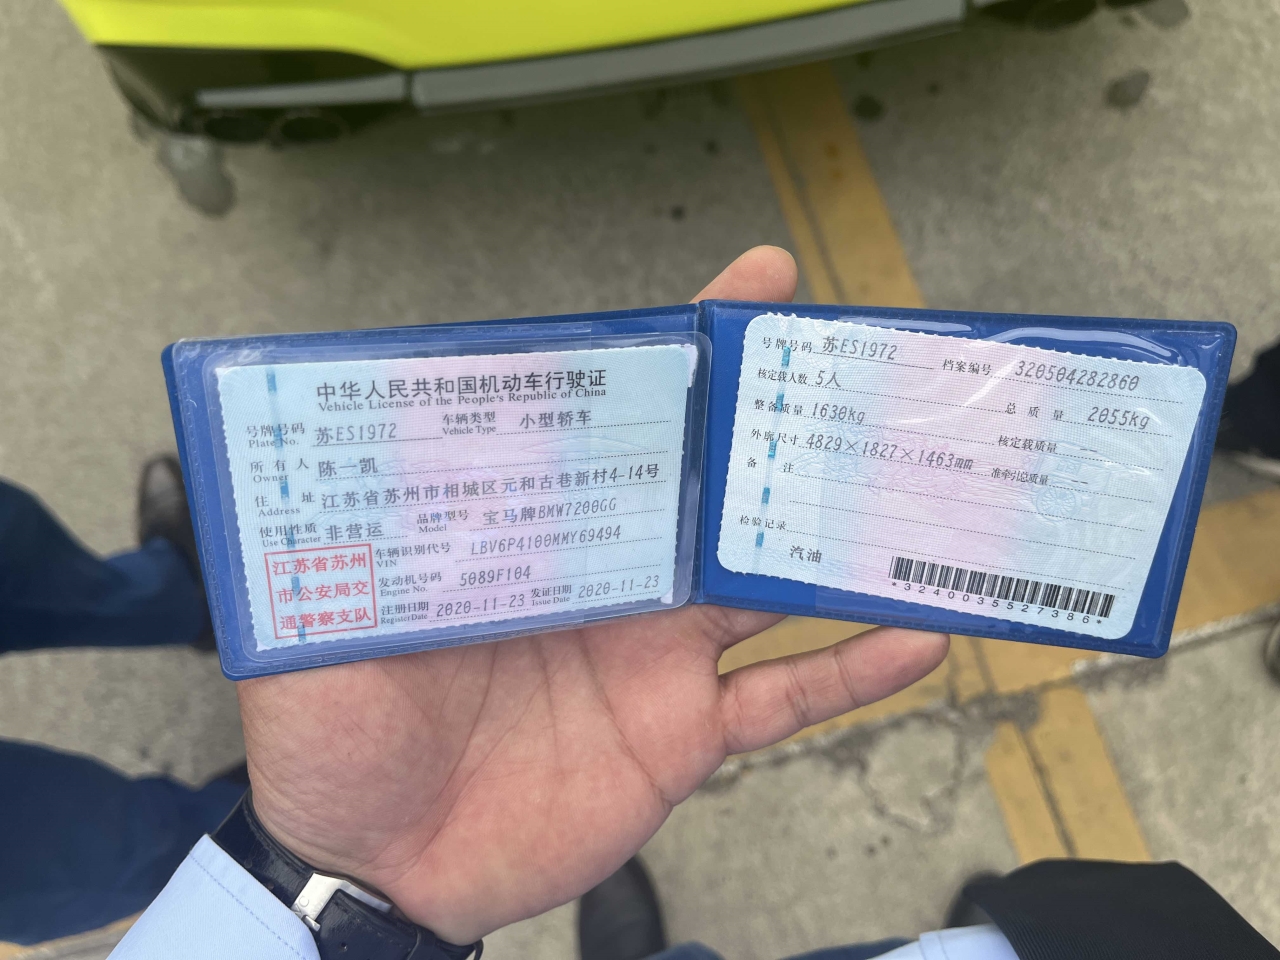 中华人民共和国机动车行驶证
Vehicle License of the People's Republic of China
号牌号码 苏ES1972 车辆类型 小型轿车
Plate No. Vehicle Type
所有人 陈一凯
Owner
住址 江苏省苏州市相城区元和古巷新村4-14号
Address
使用性质 非营运 品牌型号 宝马牌BMW7200GG
Use Character Model
江苏省苏州
市公安局交
通警察支队
车辆识别代号 LBV6P4100MMY69494
VIN
发动机号码 5089F104
Engine No.
注册日期 2020-11-23 发证日期 2020-11-23
Register Date Issue Date
号牌号码 苏ES1972 档案编号 320504282860
核定载人数 5人 总质量 2055kg
整备质量 1630kg 核定载质量 --
外廓尺寸 4829×1827×1463mm 准牵引总质量 --
备注
检验记录
汽油
*3240035527386*